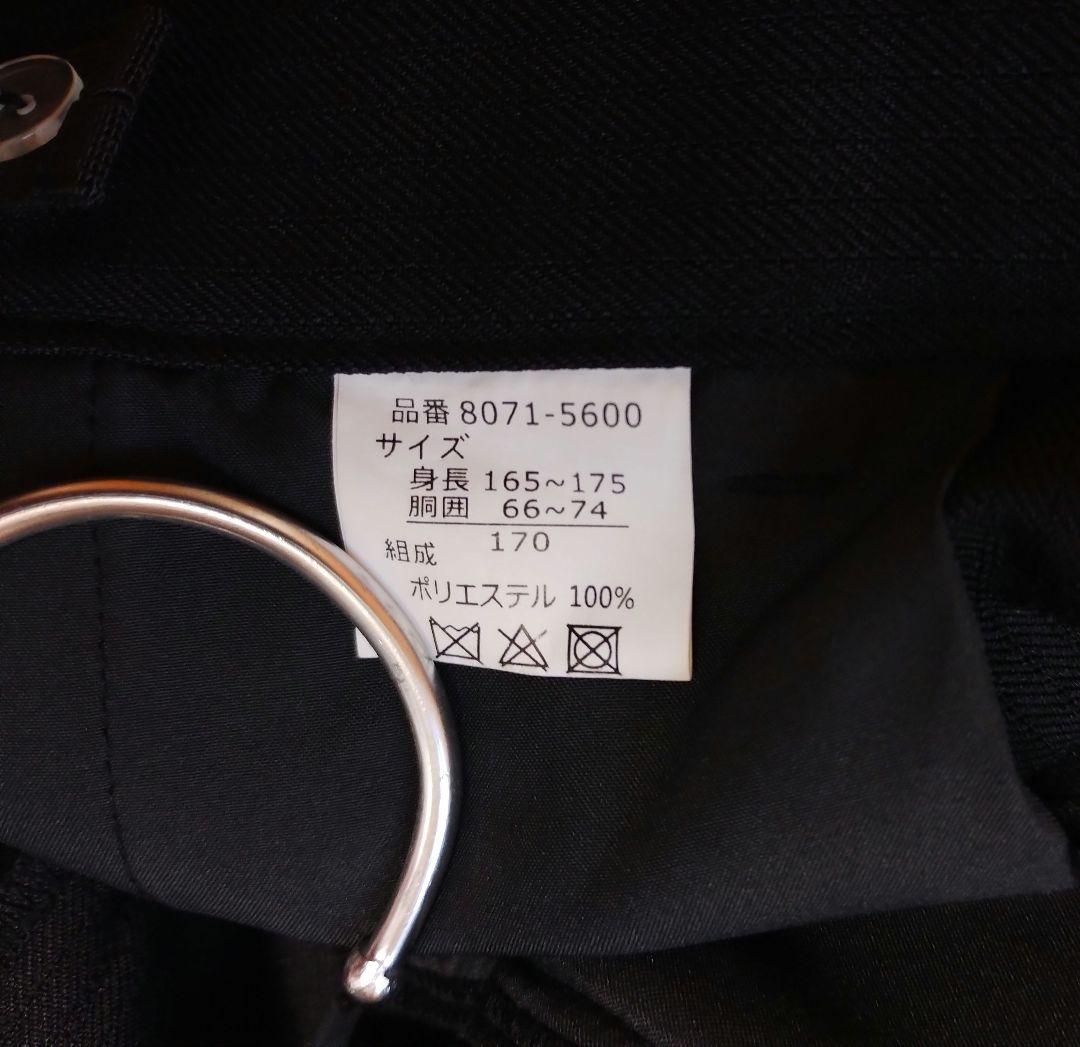 品番 8071-5600
サイズ
身長 165~175
胴囲 66~74
170
組成
ポリエステル 100%